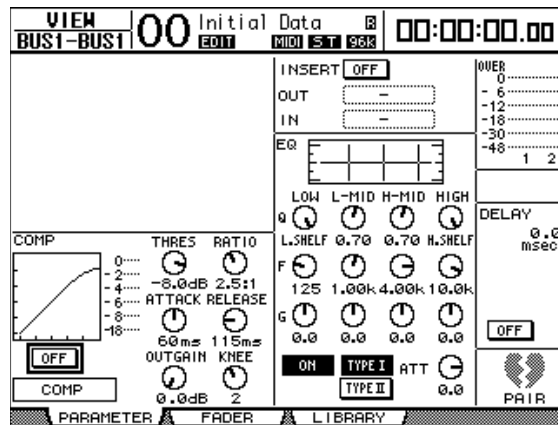 VIEW
BUS1-BUS1
00
Initial Data
EDIT
MIDI ST 96k
00:00:00.00
INSERT OFF
OUT -
IN -
OVER
0
- 6
-12
-18
-30
-48
1 2
EQ
LOW L-MID H-MID HIGH
Q
L.SHELF 0.70 0.70 H.SHELF
F
125 1.00k 4.00k 10.0k
G
0.0 0.0 0.0 0.0
ON TYPE I ATT
TYPE II 0.0
DELAY
0.0
msec
OFF
PAIR
COMP
0
- 2
- 4
- 6
- 8
-18
THRES RATIO
-8.0dB 2.5:1
ATTACK RELEASE
60ms 115ms
OUTGAIN KNEE
0.0dB 2
OFF
COMP
PARAMETER FADER LIBRARY